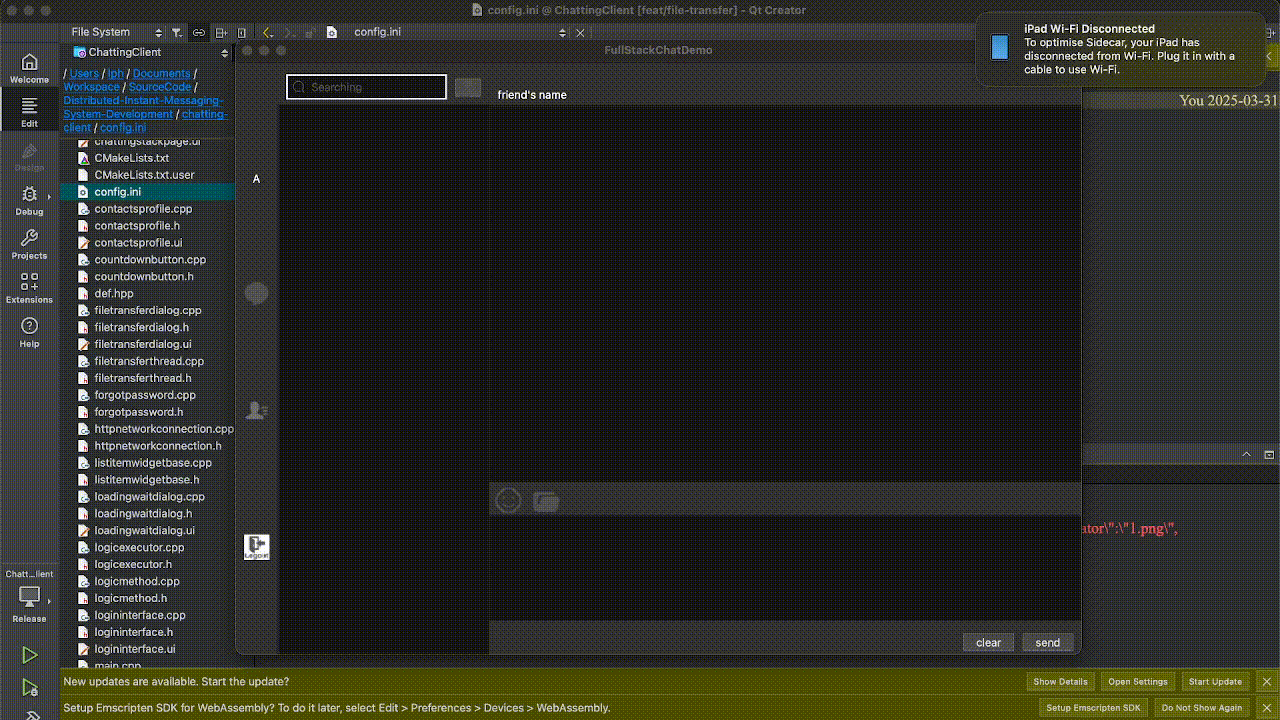 config.ini @ ChattingClient [feat/file-transfer] - Qt Creator
File System
config.ini
ChattingClient
FullStackChatDemo
iPad Wi-Fi Disconnected
To optimise Sidecar, your iPad has
disconnected from Wi-Fi. Plug it in with a
cable to use Wi-Fi.
/ Users / lph / Documents /
Workspace / SourceCode /
Distributed-Instant-Messaging-
System-Development / chatting-
client / config.ini
Welcome
Edit
Design
Debug
Projects
Extensions
Help
Searching
friend's name
You 2025-03-31
A
chattingstackpage.ui
CMakeLists.txt
CMakeLists.txt.user
config.ini
contactsprofile.cpp
contactsprofile.h
contactsprofile.ui
countdownbutton.cpp
countdownbutton.h
def.hpp
filetransferdialog.cpp
filetransferdialog.h
filetransferdialog.ui
filetransferthread.cpp
filetransferthread.h
forgotpassword.cpp
forgotpassword.h
httpnetworkconnection.cpp
httpnetworkconnection.h
listitemwidgetbase.cpp
listitemwidgetbase.h
loadingwaitdialog.cpp
loadingwaitdialog.h
loadingwaitdialog.ui
logicexecutor.cpp
logicexecutor.h
logicmethod.cpp
logicmethod.h
logininterface.cpp
logininterface.h
logininterface.ui
main.cpp
Logout
ator\":\"1.png\",
Chatt...lient
Release
clear
send
New updates are available. Start the update?
Show Details
Open Settings
Start Update
Setup Emscripten SDK for WebAssembly? To do it later, select Edit > Preferences > Devices > WebAssembly.
Setup Emscripten SDK
Do Not Show Again